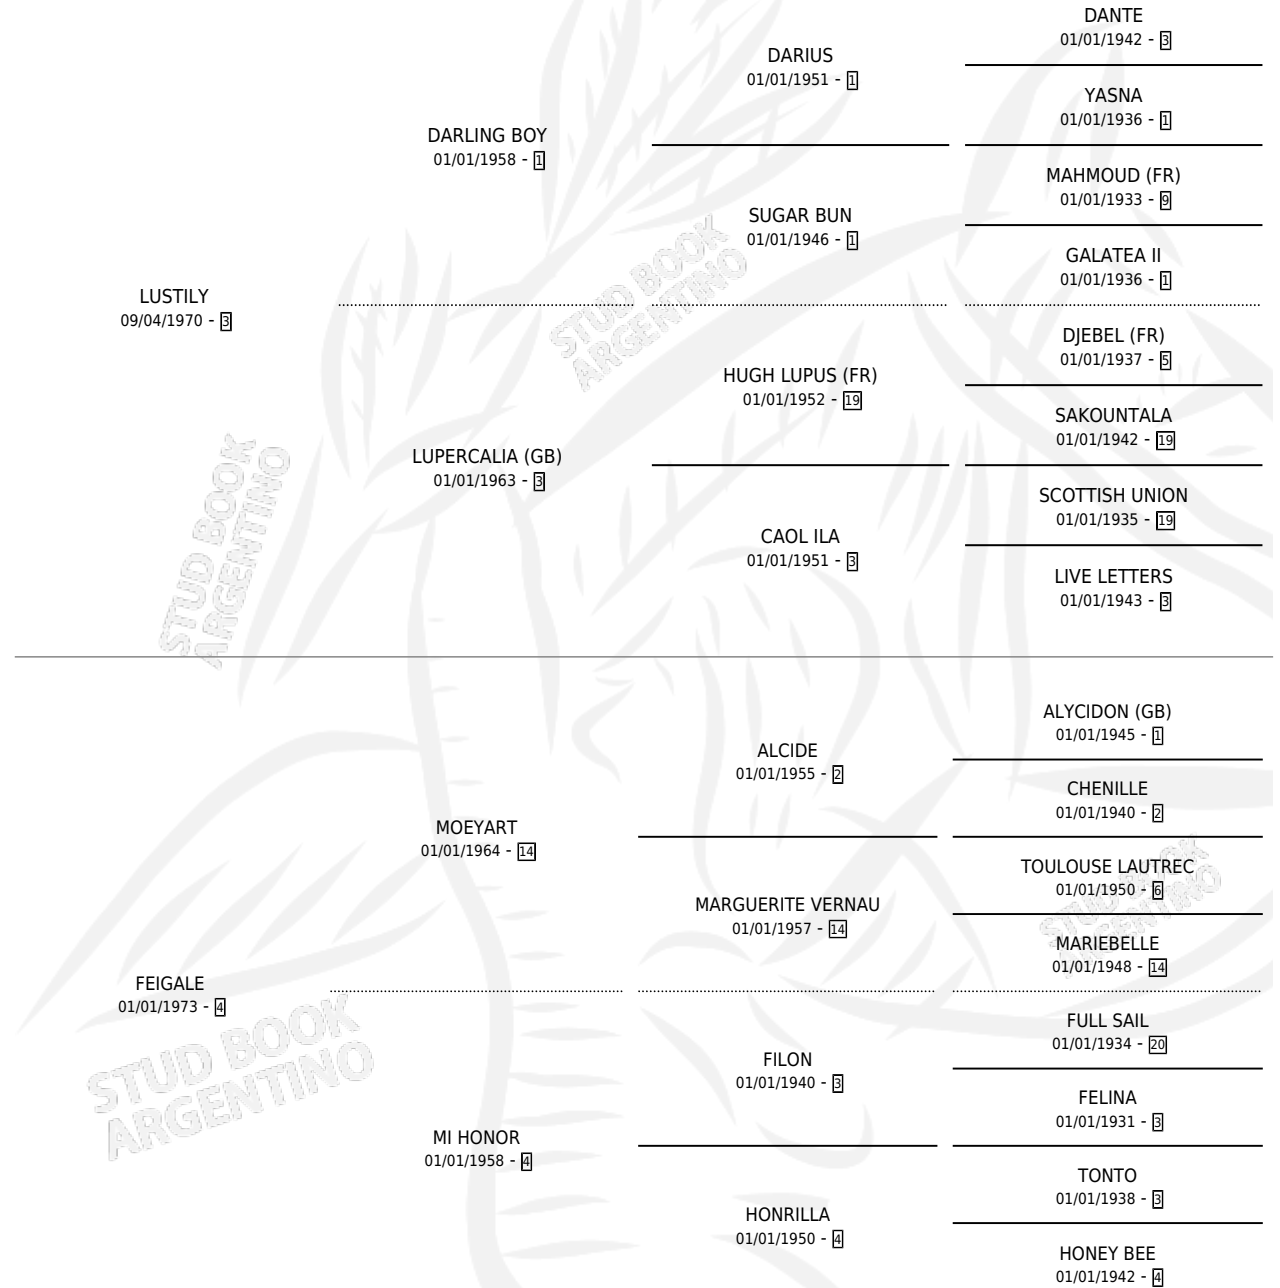 DANTE
01/01/1942 - 3
DARIUS
01/01/1951 - 1
YASNA
01/01/1936 - 1
DARLING BOY
01/01/1958 - 1
MAHMOUD (FR)
01/01/1933 - 9
SUGAR BUN
01/01/1946 - 1
GALATEA II
01/01/1936 - 1
LUSTILY
09/04/1970 - 3
STUD BOOK
ARGENTINO
DJEBEL (FR)
01/01/1937 - 5
HUGH LUPUS (FR)
01/01/1952 - 19
SAKOUNTALA
01/01/1942 - 19
LUPERCALIA (GB)
01/01/1963 - 3
SCOTTISH UNION
01/01/1935 - 19
CAOL ILA
01/01/1951 - 3
LIVE LETTERS
01/01/1943 - 3
STUD BOOK
ARGENTINO
ALYCIDON (GB)
01/01/1945 - 1
ALCIDE
01/01/1955 - 2
CHENILLE
01/01/1940 - 2
MOEYART
01/01/1964 - 14
TOULOUSE LAUTREC
01/01/1950 - 6
MARGUERITE VERNAU
01/01/1957 - 14
MARIEBELLE
01/01/1948 - 14
STUD BOOK
ARGENTINO
FEIGALE
01/01/1973 - 4
FULL SAIL
01/01/1934 - 20
FILON
01/01/1940 - 3
FELINA
01/01/1931 - 3
STUD BOOK
ARGENTINO
MI HONOR
01/01/1958 - 4
TONTO
01/01/1938 - 3
HONRILLA
01/01/1950 - 4
HONEY BEE
01/01/1942 - 4